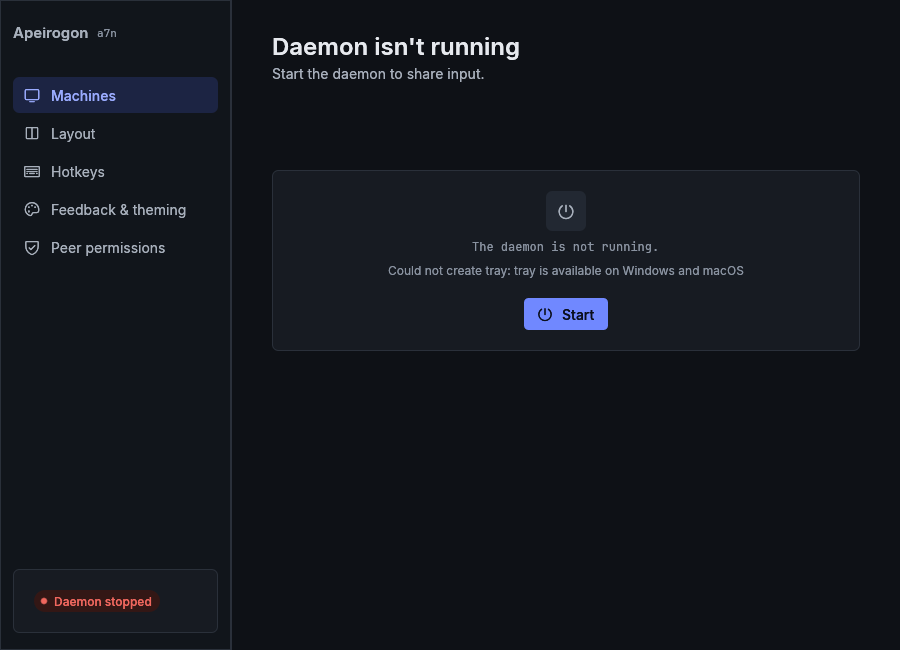 Apeirogon a7n
Machines
Layout
Hotkeys
Feedback & theming
Peer permissions
Daemon stopped
Daemon isn't running
Start the daemon to share input.
The daemon is not running.
Could not create tray: tray is available on Windows and macOS
Start